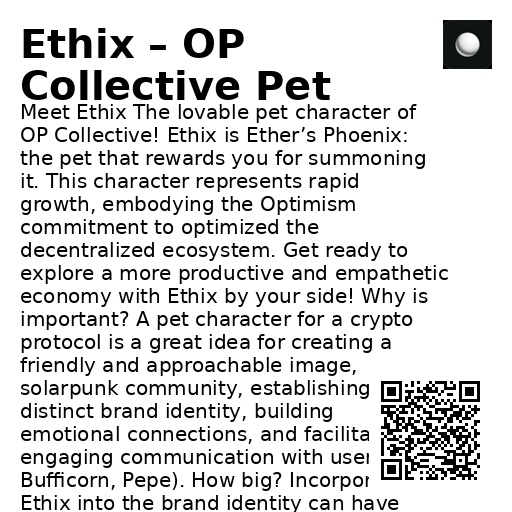 Ethix – OP
Collective Pet
Meet Ethix The lovable pet character of
OP Collective! Ethix is Ether’s Phoenix:
the pet that rewards you for summoning
it. This character represents rapid
growth, embodying the Optimism
commitment to optimized the
decentralized ecosystem. Get ready to
explore a more productive and empathetic
economy with Ethix by your side! Why is
important? A pet character for a crypto
protocol is a great idea for creating a
friendly and approachable image,
solarpunk community, establishing
distinct brand identity, building
emotional connections, and facilita
engaging communication with user
Bufficorn, Pepe). How big? Incorpor
Ethix into the brand identity can have